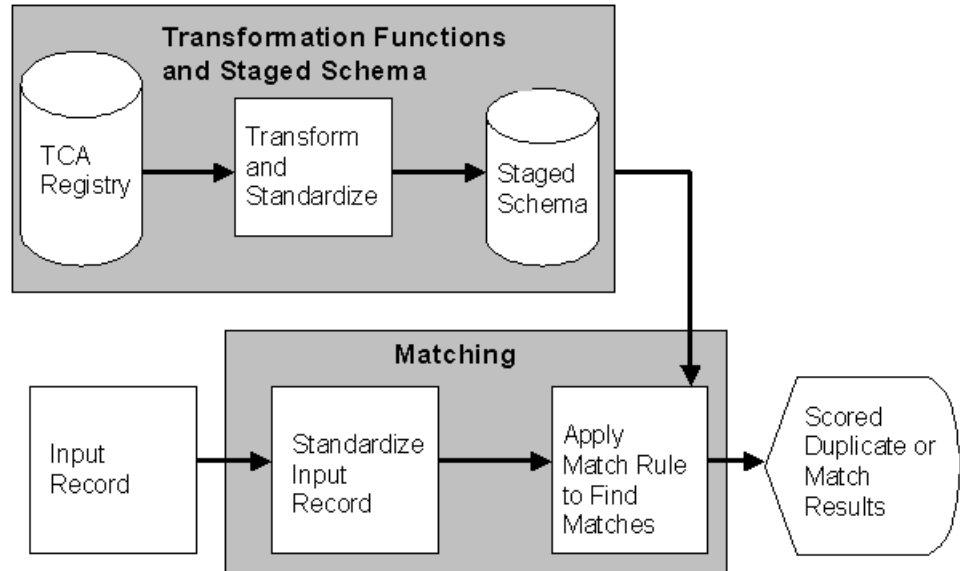 Transformation Functions
and Staged Schema
TCA
Registry
Transform
and
Standardize
Staged
Schema
Matching
Input
Record
Standardize
Input
Record
Apply
Match Rule
to Find
Matches
Scored
Duplicate or
Match
Results